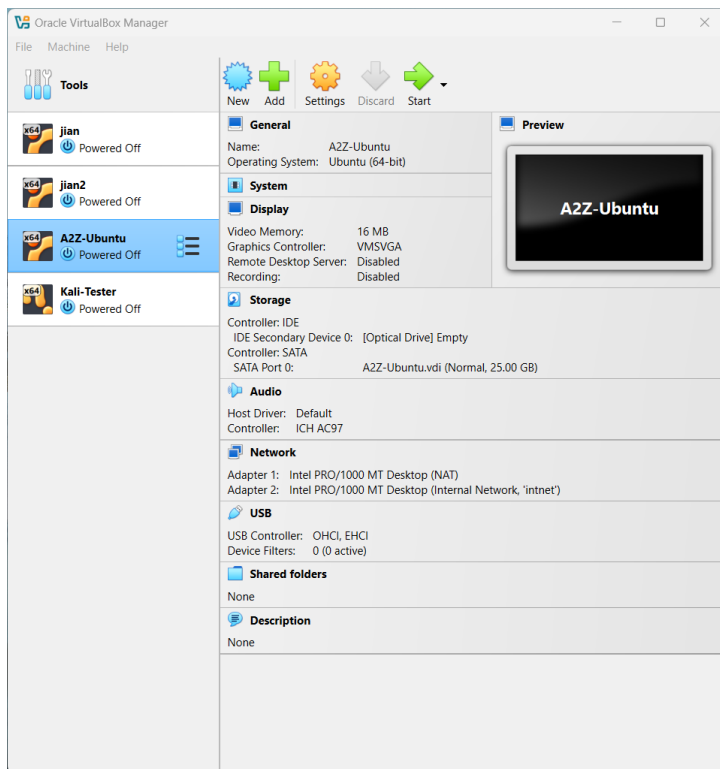 Oracle VirtualBox Manager
File Machine Help
Tools
New Add Settings Discard Start
x64 jian
Powered Off
x64 jian2
Powered Off
x64 A2Z-Ubuntu
Powered Off
x64 Kali-Tester
Powered Off
General
Name: A2Z-Ubuntu
Operating System: Ubuntu (64-bit)
Preview
A2Z-Ubuntu
System
Display
Video Memory: 16 MB
Graphics Controller: VMSVGA
Remote Desktop Server: Disabled
Recording: Disabled
Storage
Controller: IDE
IDE Secondary Device 0: [Optical Drive] Empty
Controller: SATA
SATA Port 0: A2Z-Ubuntu.vdi (Normal, 25.00 GB)
Audio
Host Driver: Default
Controller: ICH AC97
Network
Adapter 1: Intel PRO/1000 MT Desktop (NAT)
Adapter 2: Intel PRO/1000 MT Desktop (Internal Network, 'intnet')
USB
USB Controller: OHCI, EHCI
Device Filters: 0 (0 active)
Shared folders
None
Description
None